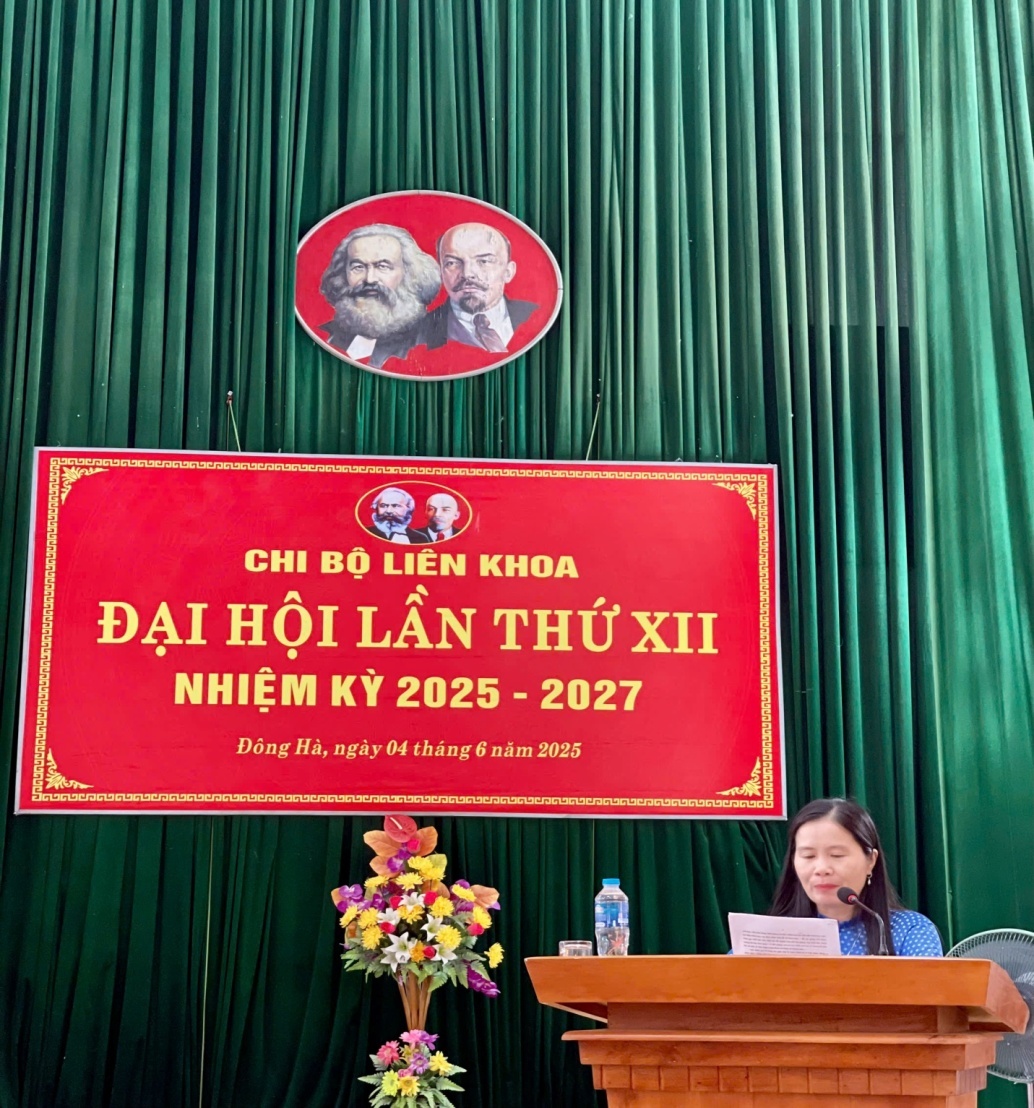 CHI BỘ LIÊN KHOA
ĐẠI HỘI LẦN THỨ XII
NHIỆM KỲ 2025 - 2027
Đông Hà, ngày 04 tháng 6 năm 2025